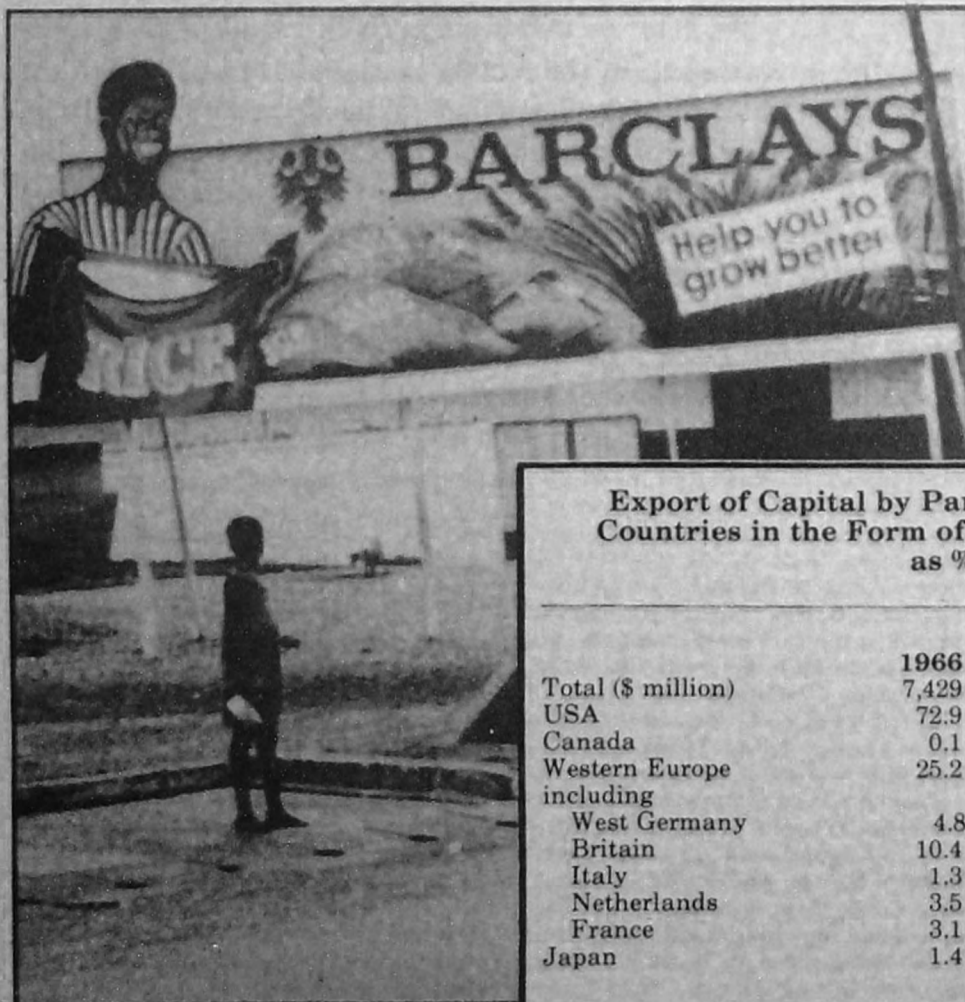 BARCLAYS
Help you to
grow better
RICE
Export of Capital by
Countries in the Form of
as %
1966
Total ($ million) 7,429
USA 72.9
Canada 0.1
Western Europe 25.2
including
West Germany 4.8
Britain 10.4
Italy 1.3
Netherlands 3.5
France 3.1
Japan 1.4